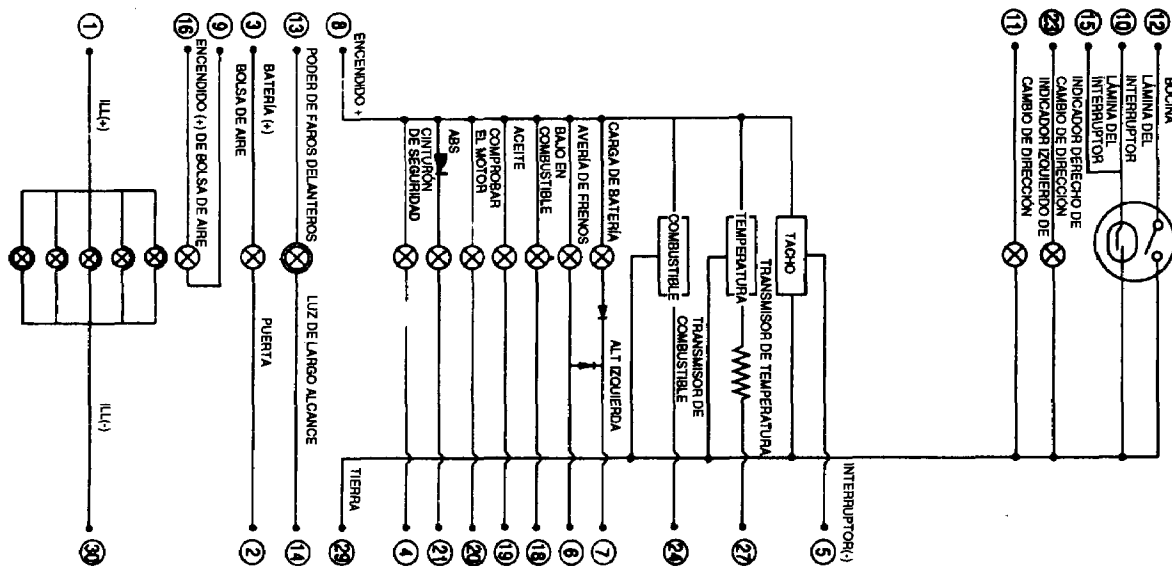 BOCINA
12
LÁMINA DEL
INTERRUPTOR
10
LÁMINA DEL
INTERRUPTOR
15
INDICADOR DERECHO DE
CAMBIO DE DIRECCIÓN
INDICADOR IZQUIERDO DE
CAMBIO DE DIRECCIÓN
11
INTERRUPTOR(-)
5
TACHO
TRANSMISOR DE TEMPERATURA
TEMPERATURA
27
TRANSMISOR DE
COMBUSTIBLE
COMBUSTIBLE
24
CARGA DE BATERÍA
ALT IZQUIERDA
7
AVERÍA DE FRENOS
6
BAJO EN
COMBUSTIBLE
18
ACEITE
19
COMPROBAR
EL MOTOR
20
ABS
21
CINTURÓN
DE SEGURIDAD
4
8
ENCENDIDO +
TIERRA
29
13
PODER DE FAIROS DELANTEROS
LUZ DE LARGO ALCANCE
14
3
BATERÍA (+)
PUERTA
2
BOLSA DE AIRE
9
ENCENDIDO (+) DE BOLSA DE AIRE
16
1
ILL(+)
ILL(-)
30